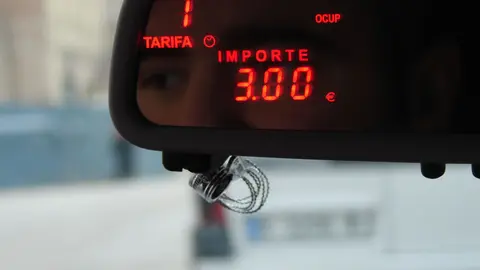 1
OCUP
TARIFA
IMPORTE
3.00 €